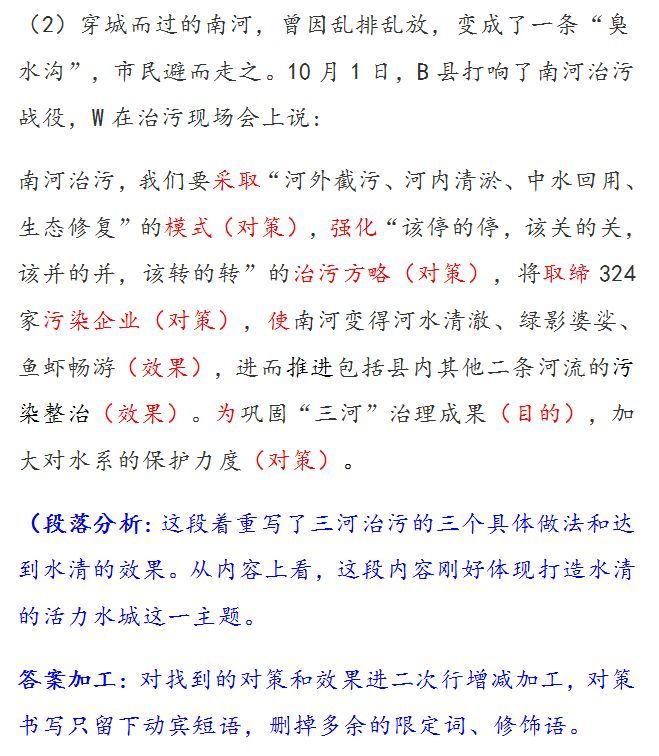 （2）穿城而过的南河，曾因乱排乱放，变成了一条“臭
水沟”，市民避而走之。10 月 1 日，B 县打响了南河治污
战役，W 在治污现场会上说：
南河治污，我们要采取“河外截污、河内清淤、中水回用、
生态修复”的模式（对策），强化“该停的停，该关的关，
该并的并，该转的转”的治污方略（对策），将取缔 324
家污染企业（对策），使南河变得河水清澈、绿影婆娑、
鱼虾畅游（效果），进而推进包括县内其他二条河流的污
染整治（效果）。为巩固“三河”治理成果（目的），加
大对水系的保护力度（对策）。
（段落分析：这段着重写了三河治污的三个具体做法和达
到水清的效果。从内容上看，这段内容刚好体现打造水清
的活力水城这一主题。
答案加工：对找到的对策和效果进二次行增减加工，对策
书写只留下动宾短语，删掉多余的限定词、修饰语。